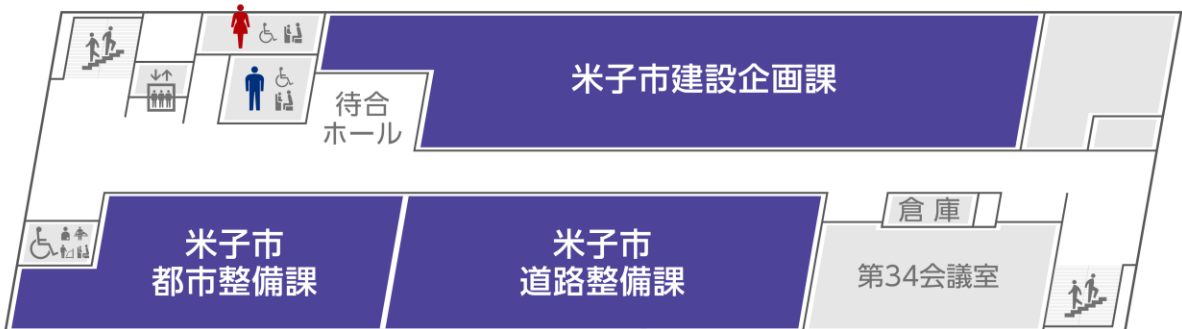 米子市建設企画課
待合
ホール
倉庫
米子市
都市整備課
米子市
道路整備課
第34会議室